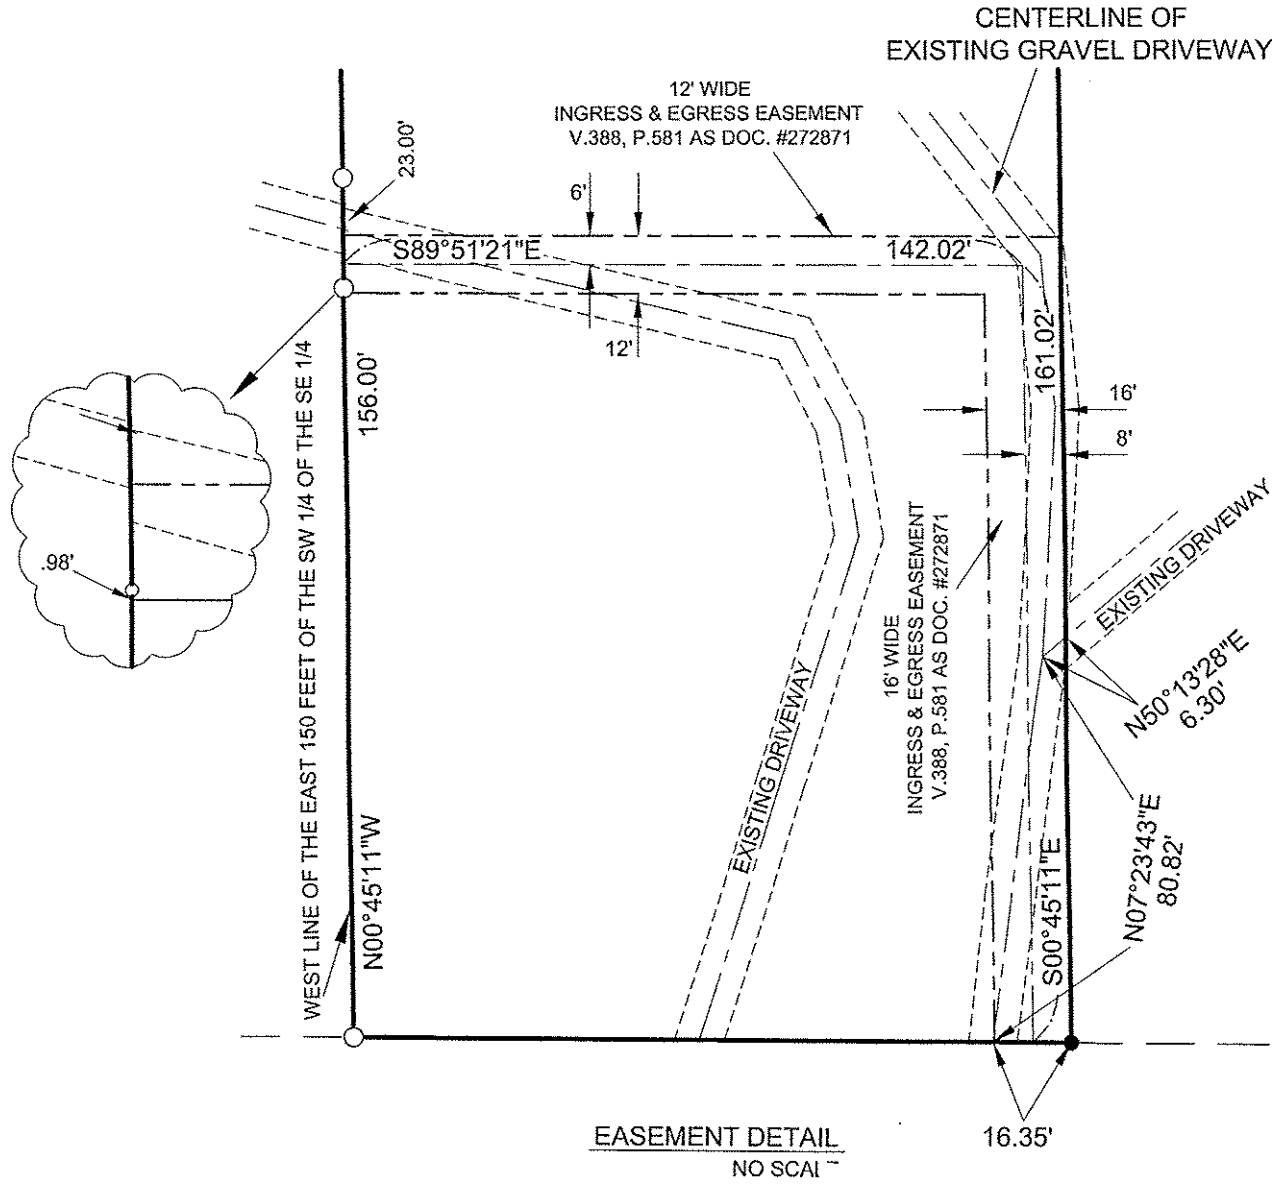 CENTERLINE OF
EXISTING GRAVEL DRIVEWAY
12' WIDE
INGRESS & EGRESS EASEMENT
V.388, P.581 AS DOC. #272871
23.00'
6'
S89°51'21"E
142.02'
12'
161.02'
16'
8'
156.00'
WEST LINE OF THE EAST 150 FEET OF THE SW 1/4 OF THE SE 1/4
.98'
16' WIDE
INGRESS & EGRESS EASEMENT
V.388, P.581 AS DOC. #272871
EXISTING DRIVEWAY
N50°13'28"E
6.30'
EXISTING DRIVEWAY
N07°23'43"E
80.82'
N00°45'11"W
S00°45'11"E
16.35'
EASEMENT DETAIL
NO